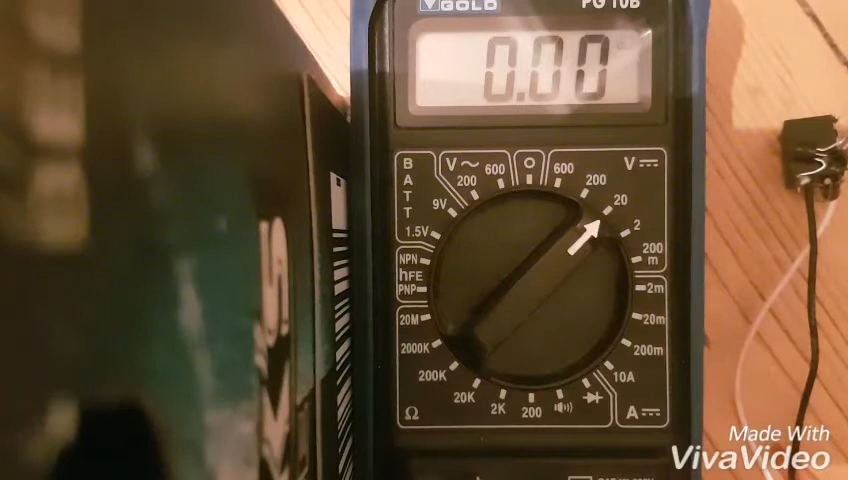 GOLD
PG 10B
0.00
BATT
V~
200
600
O
600
V
200
20
2
200
m
9V
1.5V
NPN
hFE
PNP
2m
20m
200m
10A
A
20M
2000K
200K
20K
2K
200
Ω
Made With
VivaVideo